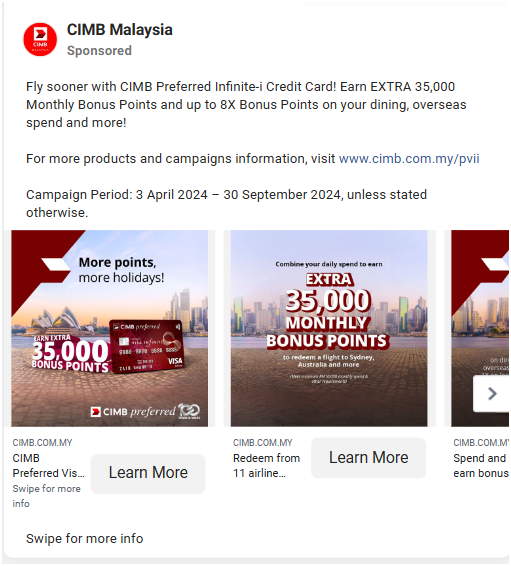 CIMB Malaysia
Sponsored
CIMB
Fly sooner with CIMB Preferred Infinite-i Credit Card! Earn EXTRA 35,000
Monthly Bonus Points and up to 8X Bonus Points on your dining, overseas
spend and more!
For more products and campaigns information, visit www.cimb.com.my/pvii
Campaign Period: 3 April 2024 – 30 September 2024, unless stated
otherwise.
More points,
more holidays!
EARN EXTRA
35,000
BONUS POINTS
CIMB preferred
VISA
CIMB preferred
Combine your daily spend to earn
EXTRA
35,000
MONTHLY
BONUS POINTS
to redeem a flight to Sydney,
Australia and more
on din
overseas
CIMB.COM.MY
CIMB
Preferred Vis...
Swipe for more
info
Learn More
CIMB.COM.MY
Redeem from
11 airline...
Learn More
CIMB.COM.MY
Spend and
earn bonus
Swipe for more info